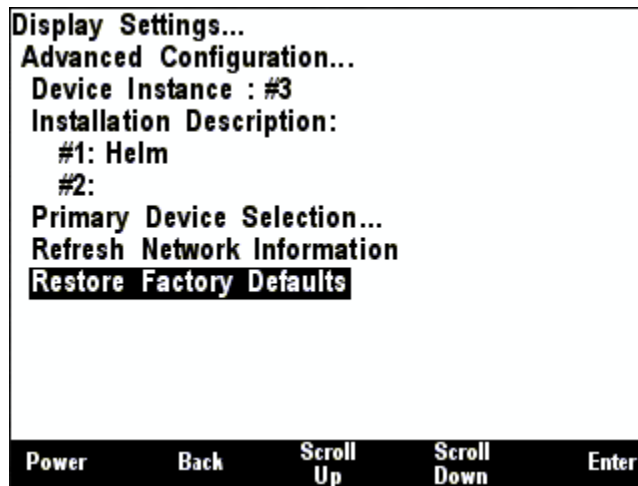 Display Settings...
Advanced Configuration...
Device Instance : #3
Installation Description:
#1: Helm
#2:
Primary Device Selection...
Refresh Network Information
Restore Factory Defaults
Power Back Scroll Up Scroll Down Enter